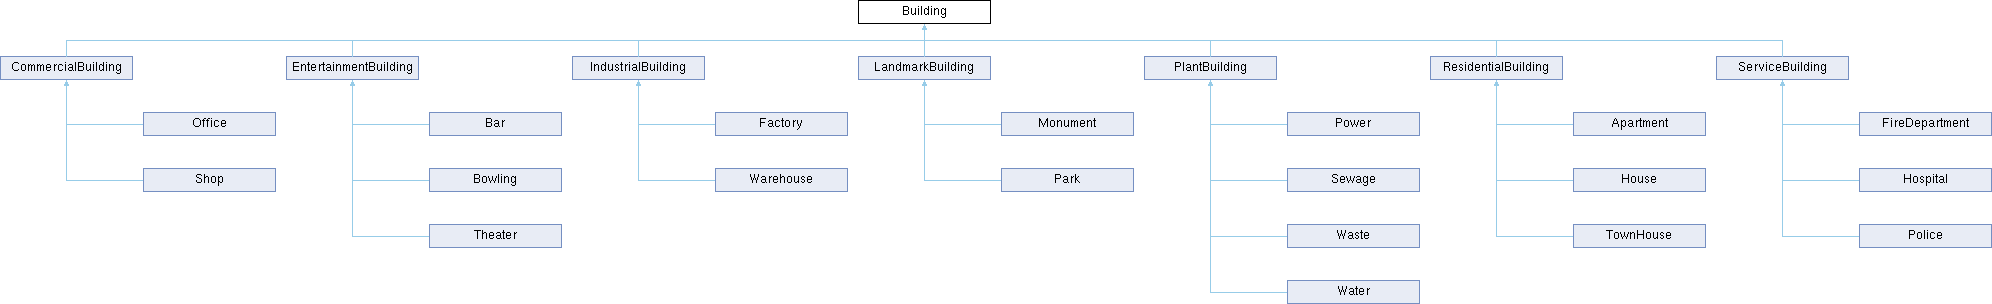 Building
CommercialBuilding
EntertainmentBuilding
IndustrialBuilding
LandmarkBuilding
PlantBuilding
ResidentialBuilding
ServiceBuilding
Office
Bar
Factory
Monument
Power
Apartment
FireDepartment
Shop
Bowling
Warehouse
Park
Sewage
House
Hospital
Theater
Waste
TownHouse
Police
Water